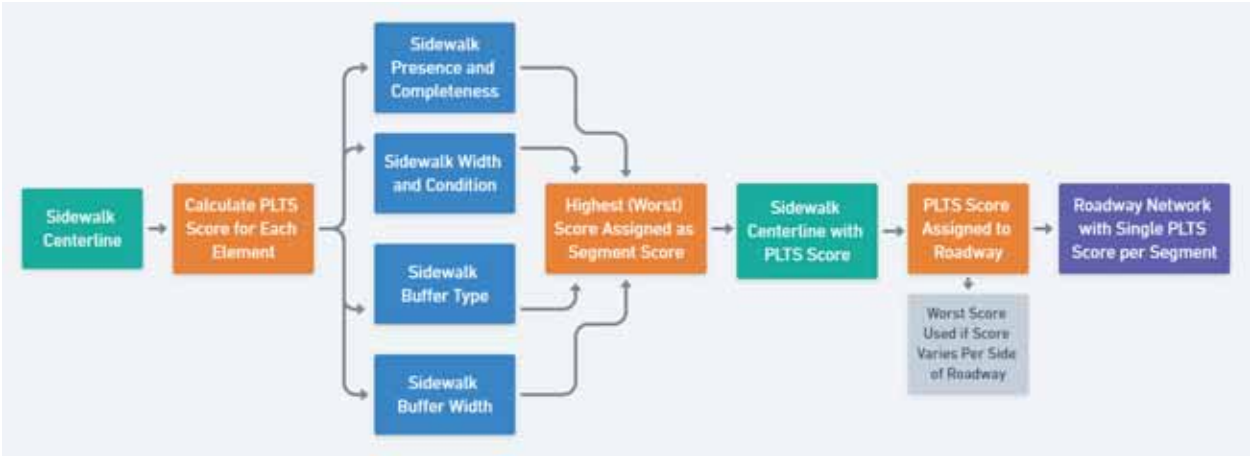 Sidewalk
Centerline
Calculate PLTS
Score for Each
Element
Sidewalk
Presence and
Completeness
Sidewalk Width
and Condition
Sidewalk
Buffer Type
Sidewalk
Buffer Width
Highest (Worst)
Score Assigned as
Segment Score
Sidewalk
Centerline with
PLTS Score
PLTS Score
Assigned to
Roadway
Worst Score
Used if Score
Varies Per Side
of Roadway
Roadway Network
with Single PLTS
Score per Segment